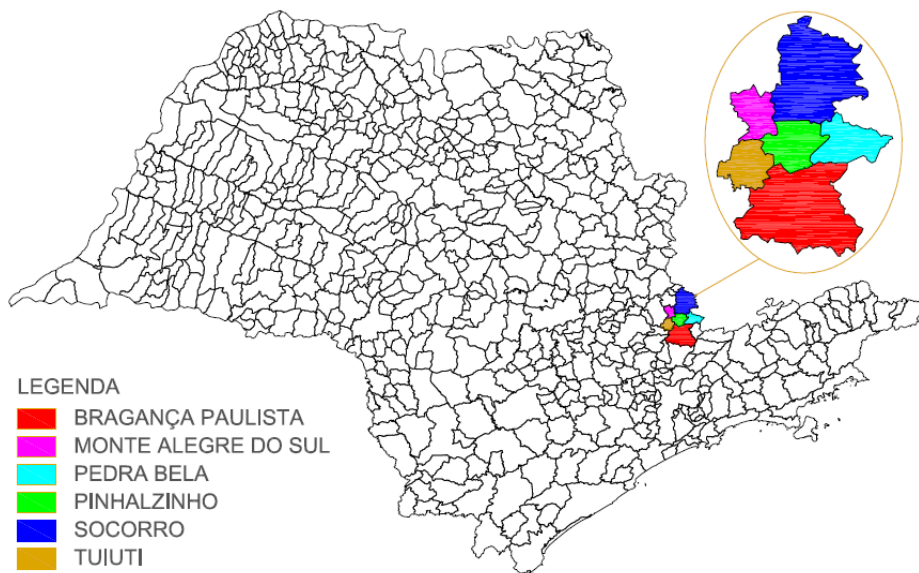 LEGENDA
BRAGANÇA PAULISTA
MONTE ALEGRE DO SUL
PEDRA BELA
PINHALZINHO
SOCORRO
TUIUTI